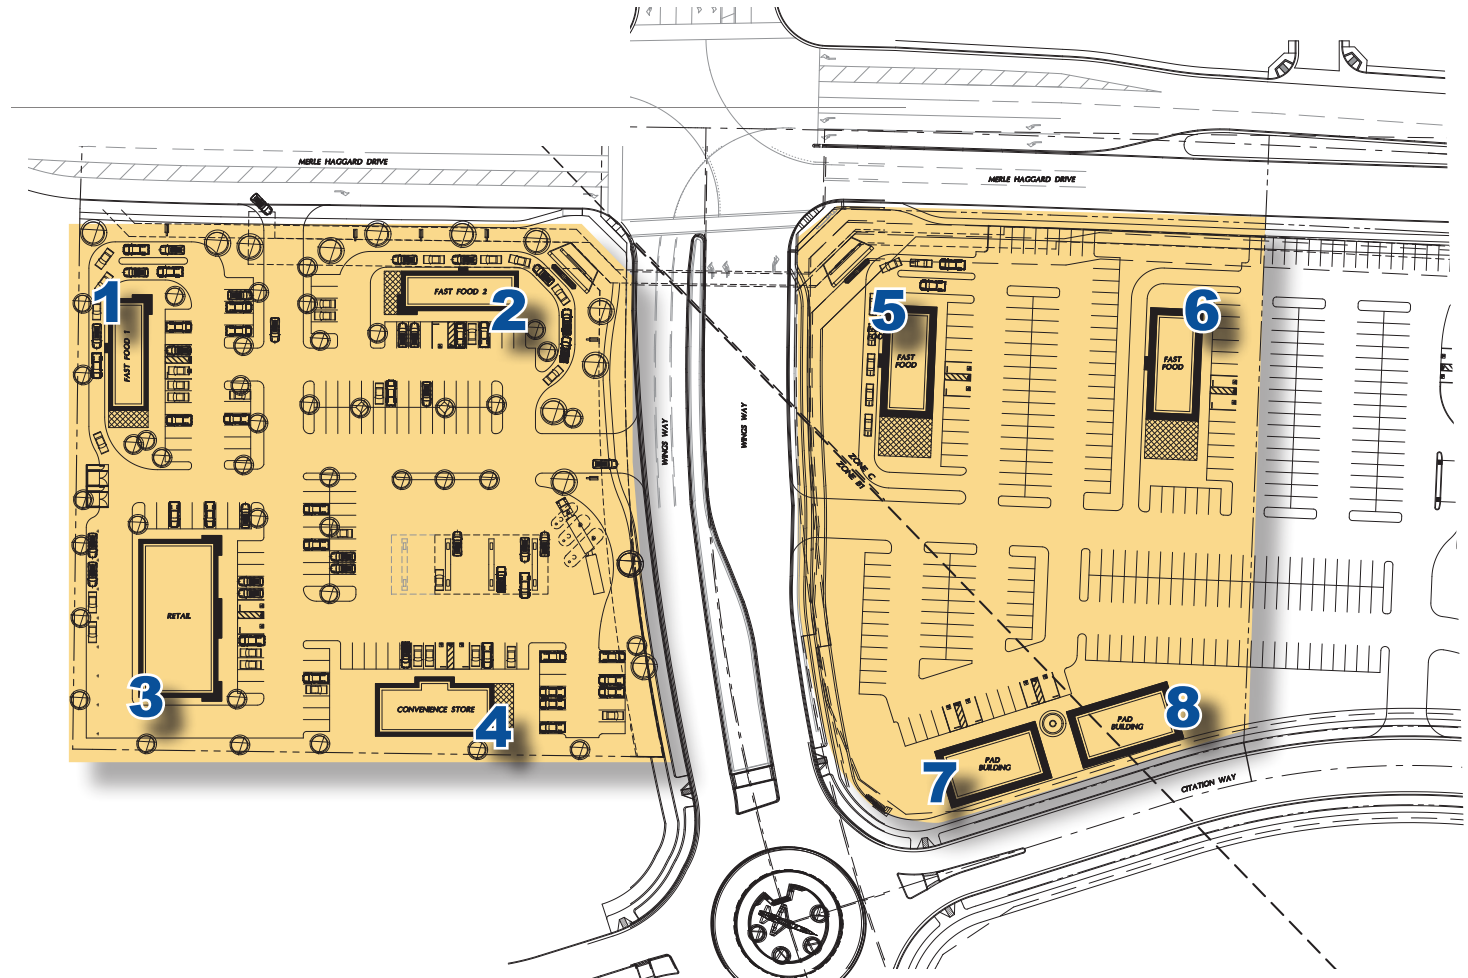 MERLE HAGGARD DRIVE
MERLE HAGGARD DRIVE
1
FAST FOOD 1
FAST FOOD 2
2
5
FAST
FOOD
6
FAST
FOOD
WINGS WAY
WINGS WAY
ZONE C
ZONE B1
RETAIL
3
CONVENIENCE STORE
4
PAD
BUILDING
7
PAD
BUILDING
8
CITATION WAY